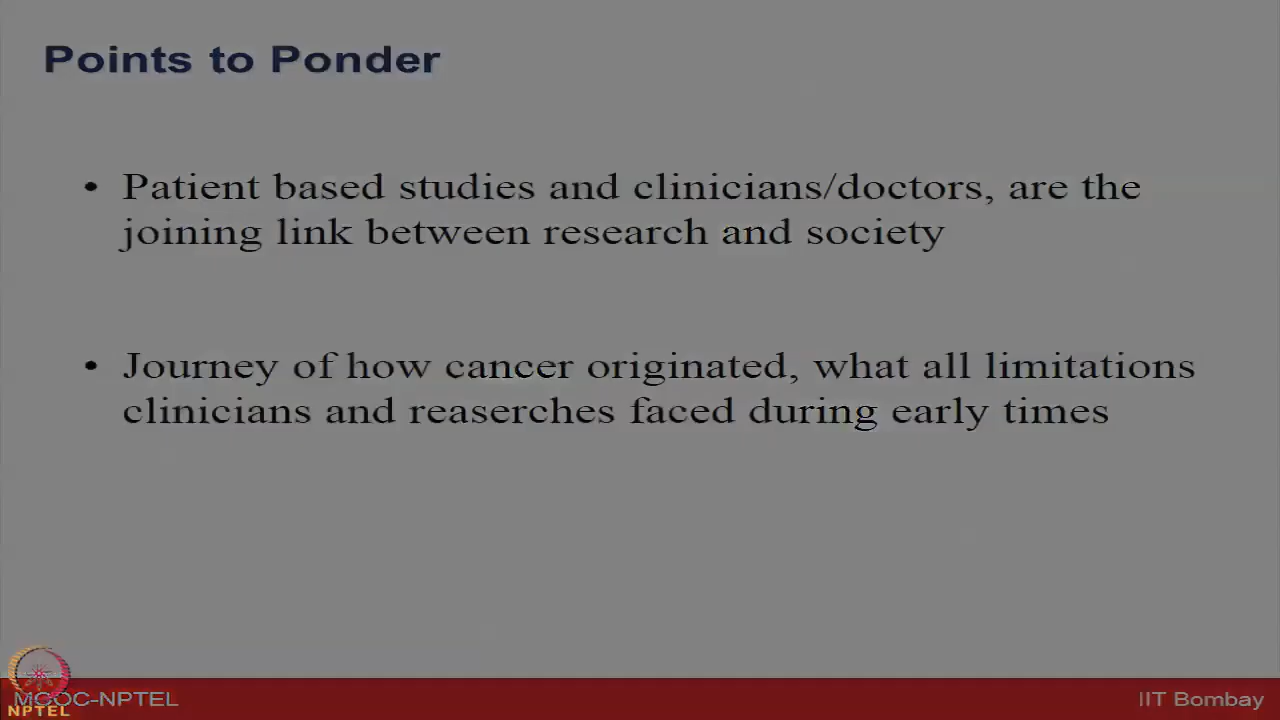 Points to Ponder
• Patient based studies and clinicians/doctors, are the
joining link between research and society
• Journey of how cancer originated, what all limitations
clinicians and reaserches faced during early times
MOOC-NPTEL
NPTEL
IIT Bombay